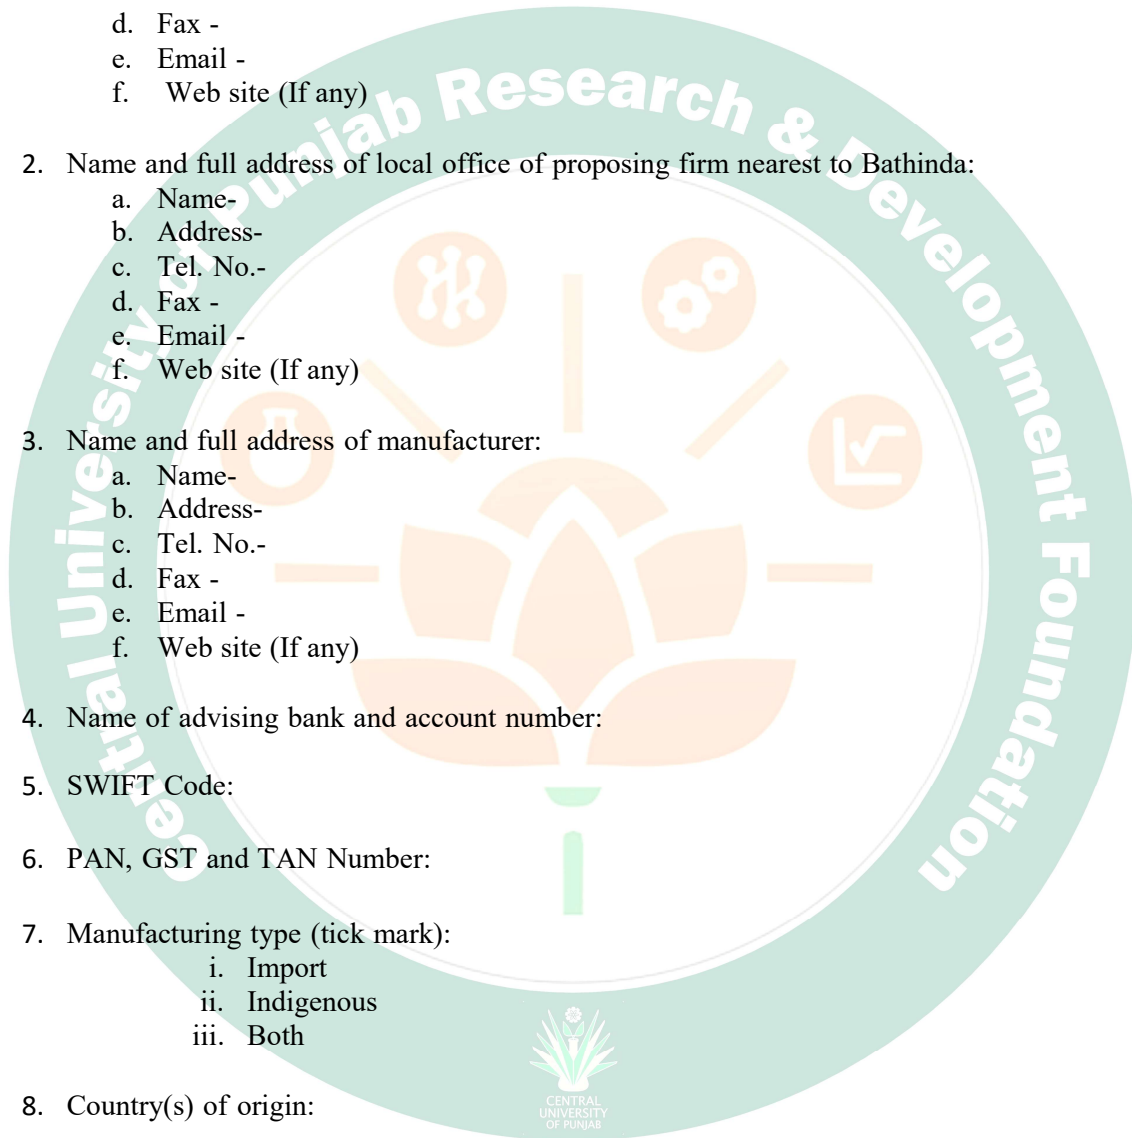 d. Fax -
e. Email -
f. Web site (If any)
2. Name and full address of local office of proposing firm nearest to Bathinda:
a. Name-
b. Address-
c. Tel. No.-
d. Fax -
e. Email -
f. Web site (If any)
3. Name and full address of manufacturer:
a. Name-
b. Address-
c. Tel. No.-
d. Fax -
e. Email -
f. Web site (If any)
4. Name of advising bank and account number:
5. SWIFT Code:
6. PAN, GST and TAN Number:
7. Manufacturing type (tick mark):
i. Import
ii. Indigenous
iii. Both
8. Country(s) of origin:
Central University of Punjab Research & Development Foundation
CENTRAL
UNIVERSITY
OF PUNJAB